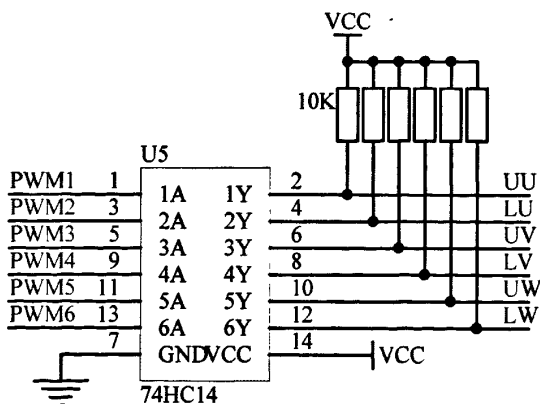 VCC
10K
U5
PWM1 1 1A 1Y 2 UU
PWM2 3 2A 2Y 4 LU
PWM3 5 3A 3Y 6 UV
PWM4 9 4A 4Y 8 LV
PWM5 11 5A 5Y 10 UW
PWM6 13 6A 6Y 12 LW
7 GND VCC 14 VCC
74HC14